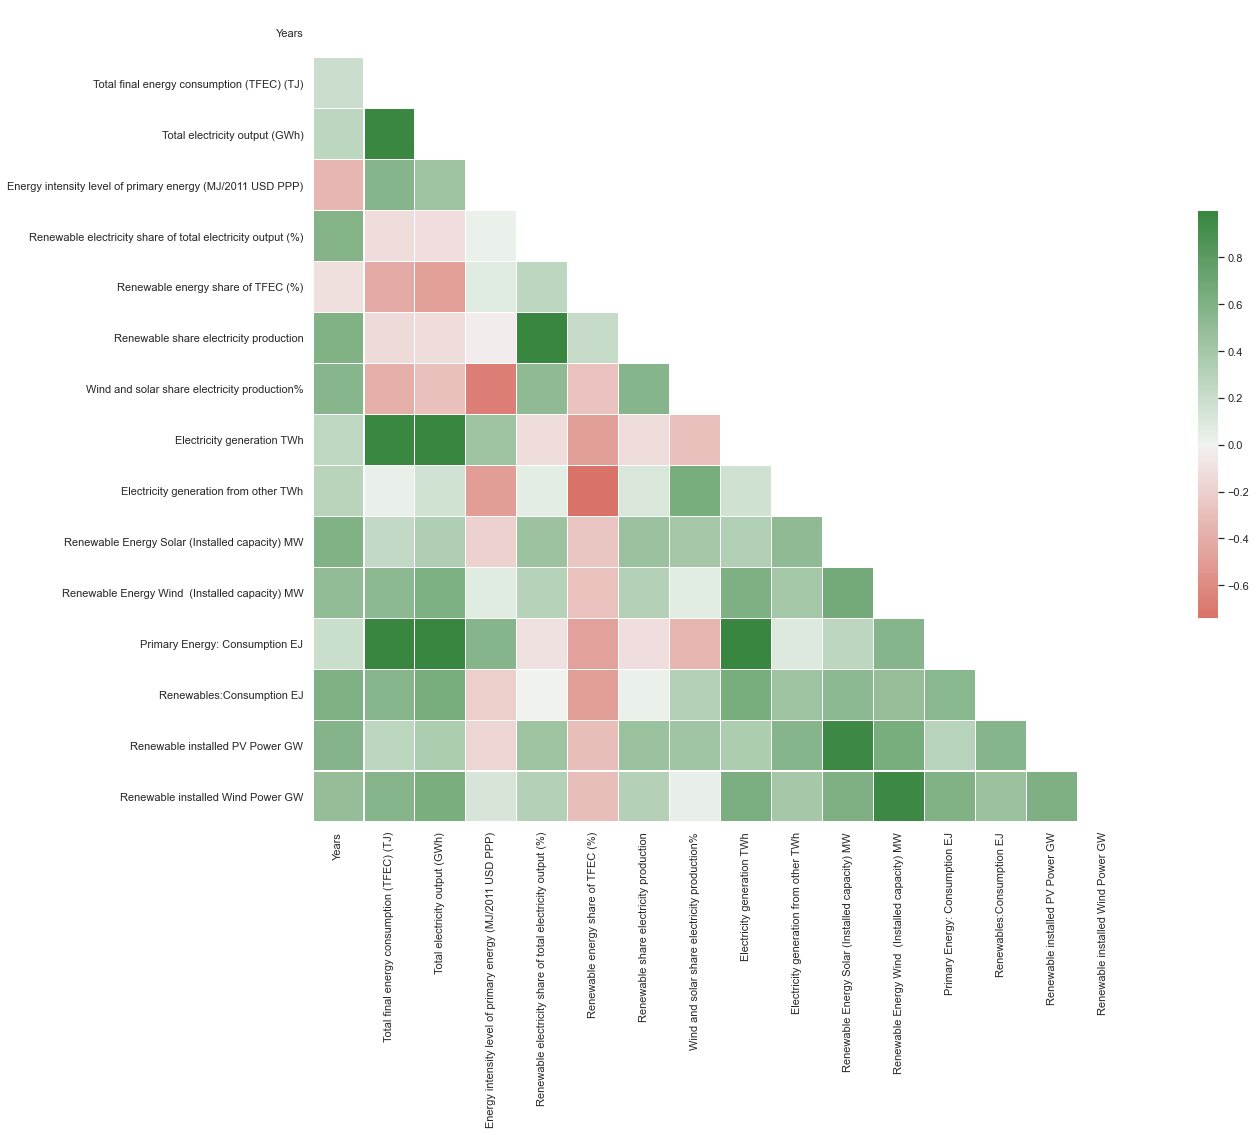 Years
Total final energy consumption (TFEC) (TJ)
Total electricity output (GWh)
Energy intensity level of primary energy (MJ/2011 USD PPP)
Renewable electricity share of total electricity output (%)
Renewable energy share of TFEC (%)
Renewable share electricity production
Wind and solar share electricity production%
Electricity generation TWh
Electricity generation from other TWh
Renewable Energy Solar (Installed capacity) MW
Renewable Energy Wind  (Installed capacity) MW
Primary Energy: Consumption EJ
Renewables:Consumption EJ
Renewable installed PV Power GW
Renewable installed Wind Power GW
0.8
0.6
0.4
0.2
0.0
−0.2
−0.4
−0.6
Years
Total final energy consumption (TFEC) (TJ)
Total electricity output (GWh)
Energy intensity level of primary energy (MJ/2011 USD PPP)
Renewable electricity share of total electricity output (%)
Renewable energy share of TFEC (%)
Renewable share electricity production
Wind and solar share electricity production%
Electricity generation TWh
Electricity generation from other TWh
Renewable Energy Solar (Installed capacity) MW
Renewable Energy Wind  (Installed capacity) MW
Primary Energy: Consumption EJ
Renewables:Consumption EJ
Renewable installed PV Power GW
Renewable installed Wind Power GW